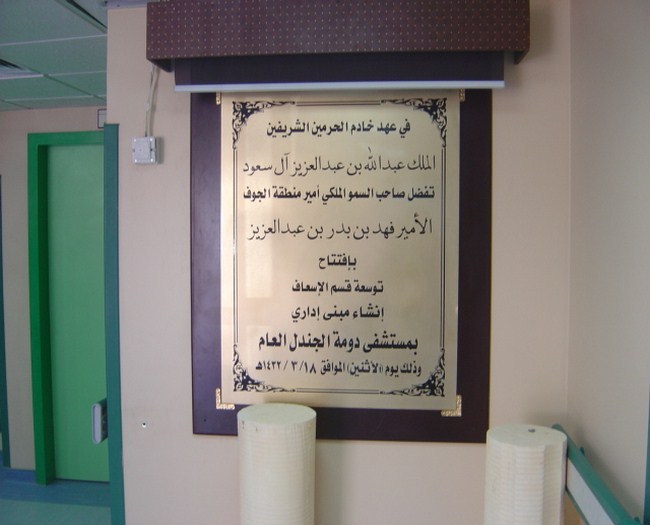 في عهد خادم الحرمين الشريفين
الملك عبدالله بن عبدالعزيز آل سعود
تفضل صاحب السمو الملكي أمير منطقة الجوف
الأمير فهد بن بدر بن عبدالعزيز
بإفتتاح
توسعة قسم الإسعاف
إنشاء مبنى إداري
بمستشفى دومة الجندل العام
وذلك يوم (الأثنين) الموافق ١٤٣٢/٣/١٨هـ